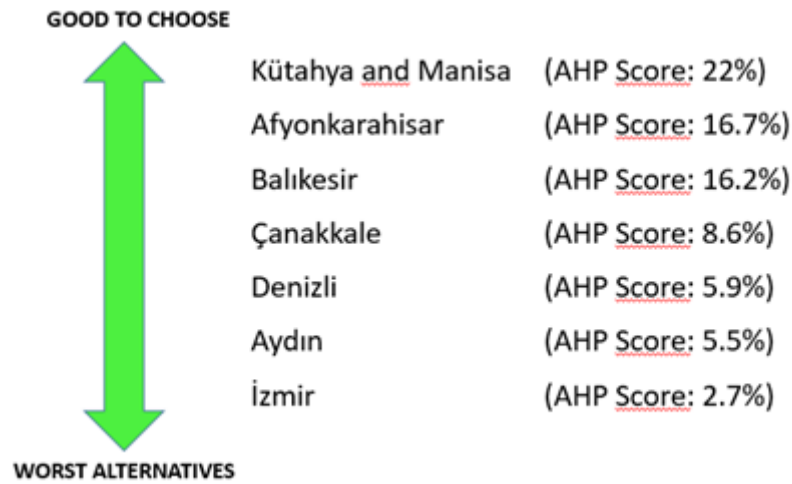 GOOD TO CHOOSE
Kütahya and Manisa (AHP Score: 22%)
Afyonkarahisar (AHP Score: 16.7%)
Balıkesir (AHP Score: 16.2%)
Çanakkale (AHP Score: 8.6%)
Denizli (AHP Score: 5.9%)
Aydın (AHP Score: 5.5%)
İzmir (AHP Score: 2.7%)
WORST ALTERNATIVES